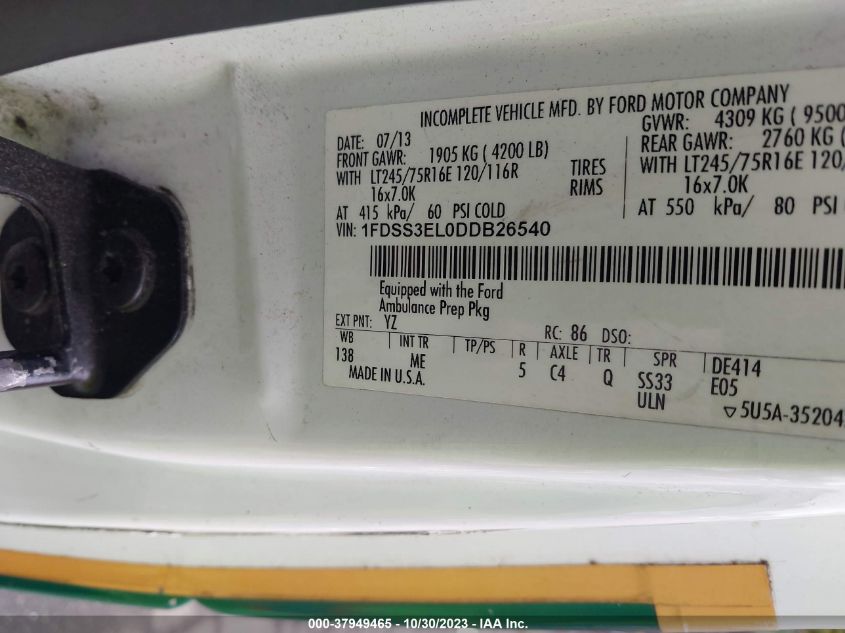 INCOMPLETE VEHICLE MFD. BY FORD MOTOR COMPANY
DATE: 07/13 GVWR: 4309 KG ( 9500
FRONT GAWR: 1905 KG ( 4200 LB) REAR GAWR: 2760 KG (
WITH LT245/75R16E 120/116R TIRES WITH LT245/75R16E 120/
16x7.0K RIMS 16x7.0K
AT 415 kPa/ 60 PSI COLD AT 550 kPa/ 80 PSI
VIN: 1FDSS3EL0DDB26540
Equipped with the Ford
Ambulance Prep Pkg
EXT PNT: YZ RC: 86 DSO:
WB INT TR TP/PS R AXLE TR SPR DE414
138 ME 5 C4 Q SS33 E05
MADE IN U.S.A. ULN ▽5U5A-35204
000-37949465 - 10/30/2023 - IAA Inc.